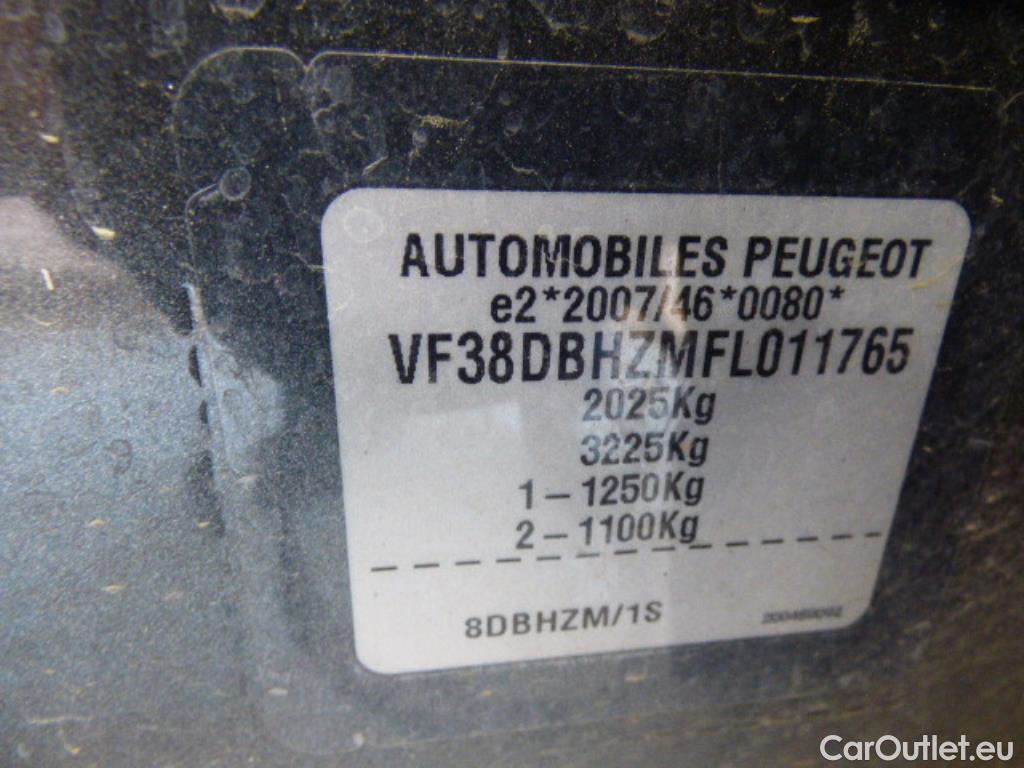 AUTOMOBILES PEUGEOT
e2*2007/46*0080*
VF38DBHZMFL011765
2025Kg
3225Kg
1–1250Kg
2–1100Kg
8DBHZM/1S
CarOutlet.eu